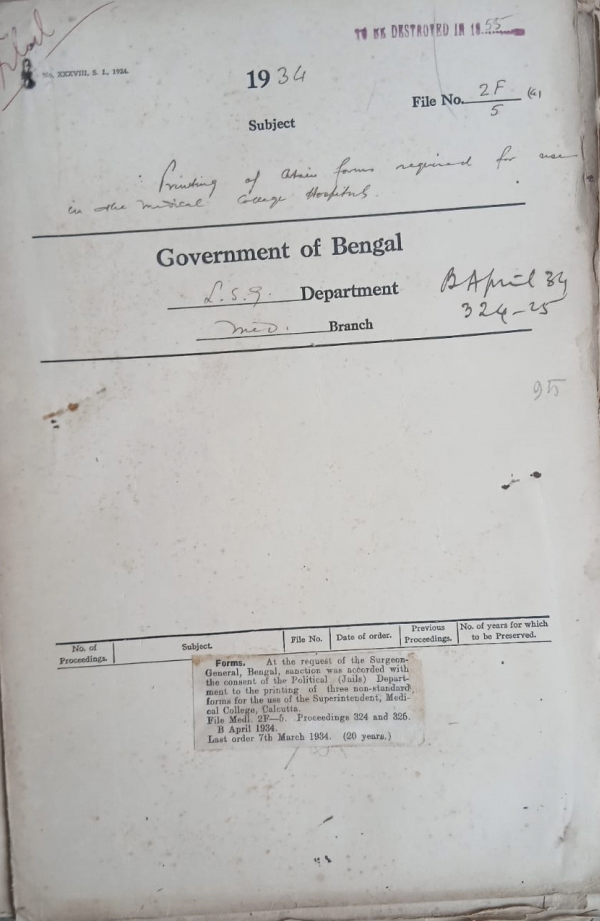 TO BE DESTROYED IN 1955
No. XXXVIII, S. I., 1924.
1934
File No. 2F/5 (a)
Subject
Printing of forms required for use
in the Medical College Hospitals.
Government of Bengal
L.S.G. Department
Med. Branch
B April 34
324-25
95
No. of Proceedings. Subject. File No. Date of order. Previous Proceedings. No. of years for which to be Preserved.
Forms. At the request of the Surgeon-
General, Bengal, sanction was accorded with
the consent of the Political (Jails) Depart-
ment to the printing of three non-standard
forms for the use of the Superintendent, Medi-
cal College, Calcutta.
File Medl. 2F—5. Proceedings 324 and 325.
B April 1934.
Last order 7th March 1934. (20 years.)